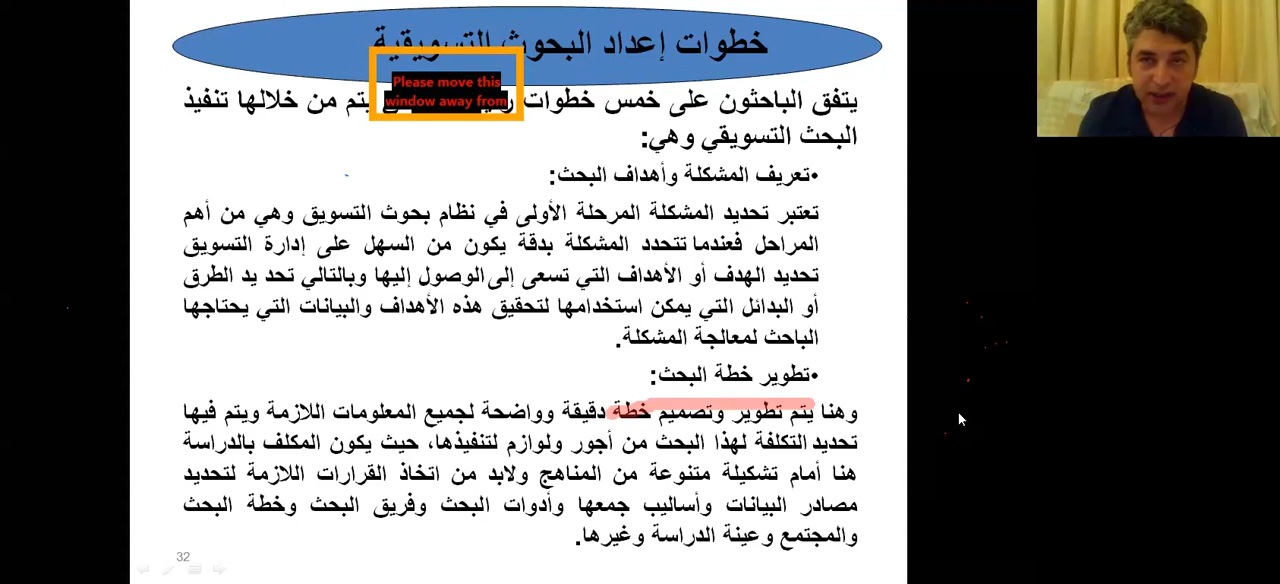 خطوات إعداد البحوث التسويقية
Please move this
window away from
يتفق الباحثون على خمس خطوات يتم من خلالها تنفيذ
البحث التسويقي وهي:
•تعريف المشكلة وأهداف البحث:
تعتبر تحديد المشكلة المرحلة الأولى في نظام بحوث التسويق وهي من أهم
المراحل فعندما تتحدد المشكلة بدقة يكون من السهل على إدارة التسويق
تحديد الهدف أو الأهداف التي تسعى إلى الوصول إليها وبالتالي تحد يد الطرق
أو البدائل التي يمكن استخدامها لتحقيق هذه الأهداف والبيانات التي يحتاجها
الباحث لمعالجة المشكلة.
•تطوير خطة البحث:
وهنا يتم تطوير وتصميم خطة دقيقة وواضحة لجميع المعلومات اللازمة ويتم فيها
تحديد التكلفة لهذا البحث من أجور ولوازم لتنفيذها، حيث يكون المكلف بالدراسة
هنا أمام تشكيلة متنوعة من المناهج ولابد من اتخاذ القرارات اللازمة لتحديد
مصادر البيانات وأساليب جمعها وأدوات البحث وفريق البحث وخطة البحث
والمجتمع وعينة الدراسة وغيرها.
32